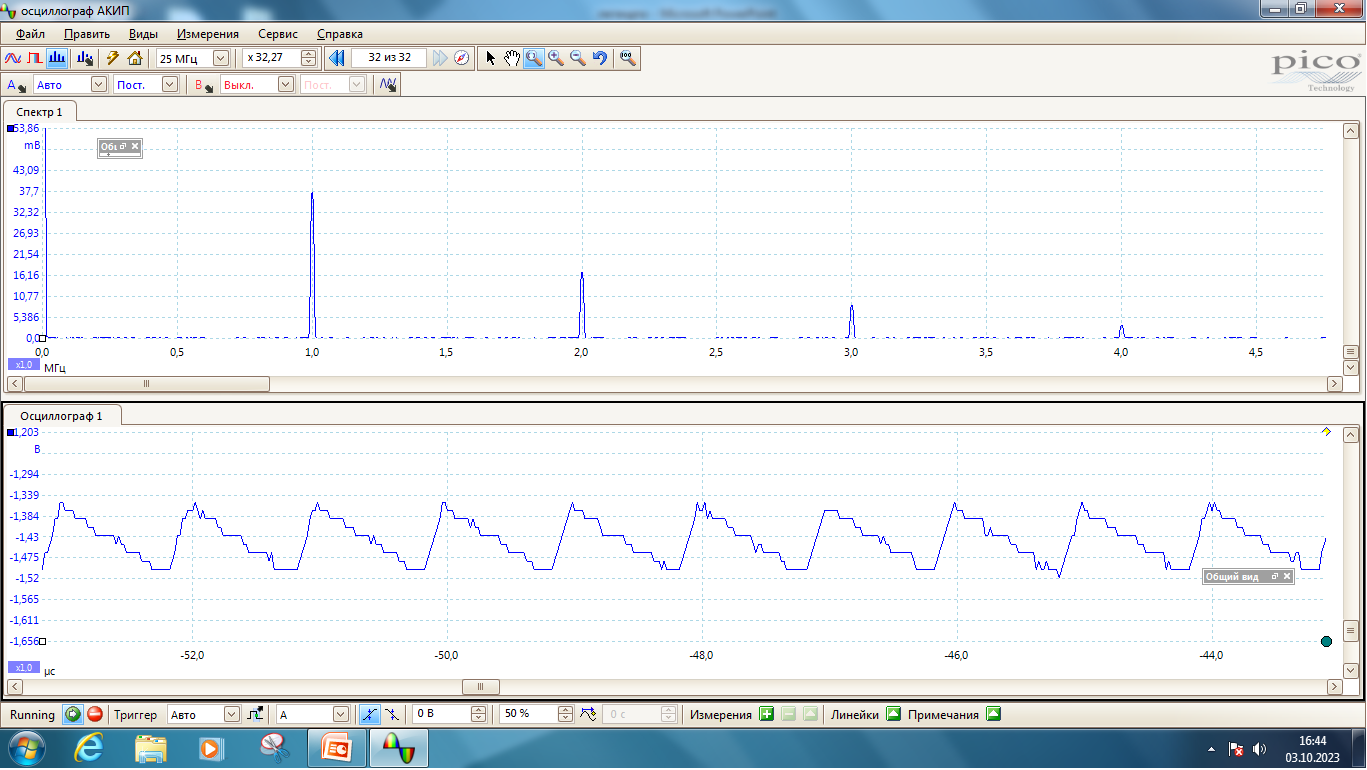 осциллограф АКИП
Файл Править Виды Измерения Сервис Справка
25 МГц x 32,27 32 из 32
A Авто Пост. B Выкл. Пост.
pico
Technology
Спектр 1
53,86
mB
43,09
37,7
32,32
26,93
21,54
16,16
10,77
5,386
0,0
0,0 0,5 1,0 1,5 2,0 2,5 3,0 3,5 4,0 4,5
x1,0 МГц
Осциллограф 1
-1,203
В
-1,294
-1,339
-1,384
-1,43
-1,475
-1,52
Общий вид
-1,565
-1,611
-1,656
-52,0 -50,0 -48,0 -46,0 -44,0
x1,0 µс
Running Триггер Авто A 0 В 50 % 0 с Измерения Линейки Примечания
16:44
03.10.2023